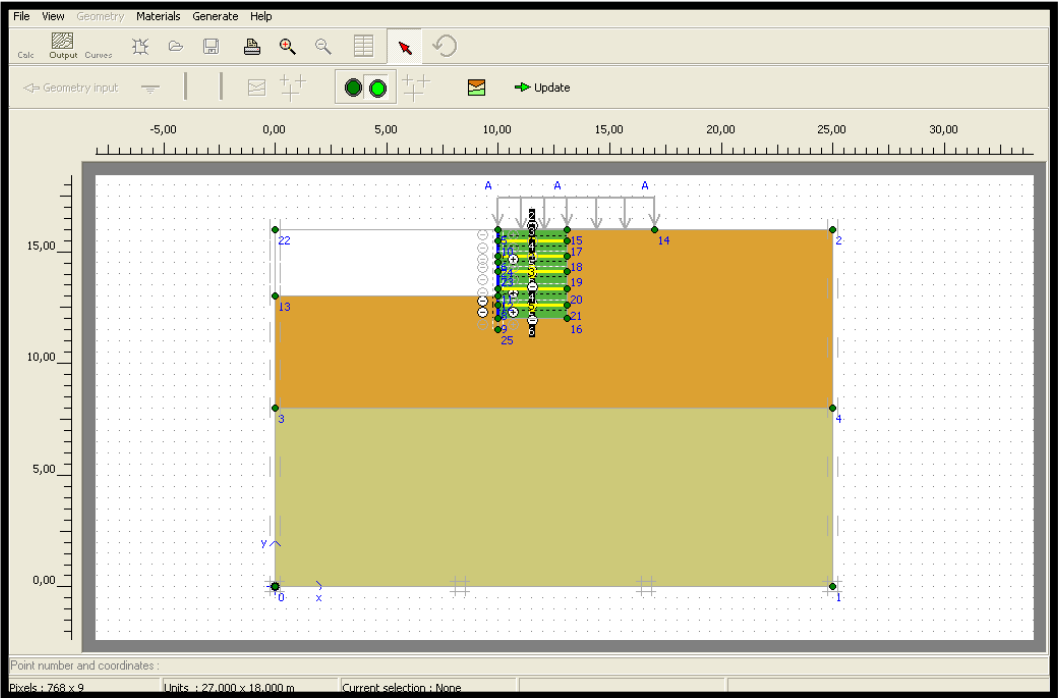 File View Geometry Materials Generate Help
Calc Output Curves
Geometry input Update
-5,00 0,00 5,00 10,00 15,00 20,00 25,00 30,00
A A A
15,00
22 15 14 2
17
18
19
13 20
21
9 16
25
10,00
3 4
5,00
y
0,00
0 x 1
Point number and coordinates :
Pixels : 768 x 9 Units : 27.000 x 18.000 m Current selection : None